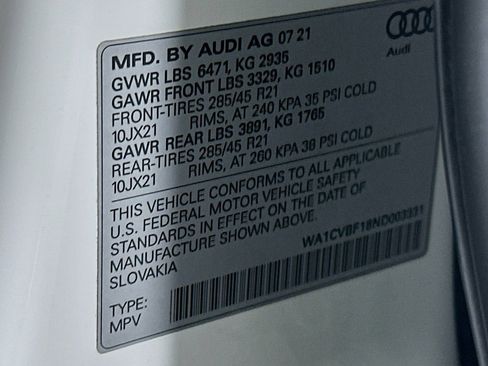 MFD. BY AUDI AG 07 21
Audi
GVWR LBS 6471, KG 2935
GAWR FRONT LBS 3329, KG 1510
FRONT-TIRES 285/45 R21
10JX21 RIMS, AT 240 KPA 35 PSI COLD
GAWR REAR LBS 3891, KG 1765
REAR-TIRES 285/45 R21
10JX21 RIMS, AT 260 KPA 38 PSI COLD
THIS VEHICLE CONFORMS TO ALL APPLICABLE
U.S. FEDERAL MOTOR VEHICLE SAFETY
STANDARDS IN EFFECT ON THE DATE OF
MANUFACTURE SHOWN ABOVE.
SLOVAKIA
WA1CVBF18ND003331
TYPE:
MPV